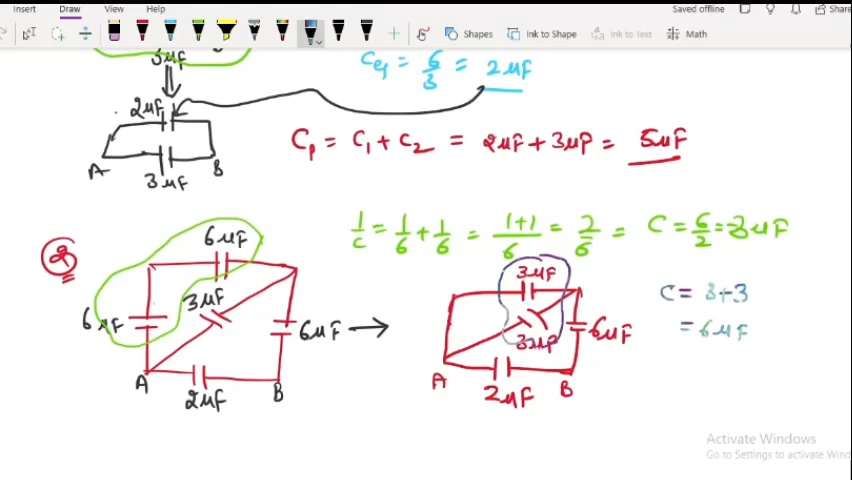 Insert Draw View Help Saved offline Share
Shapes Ink to Shape Ink to Text Math
3μF
Ceq = 6/3 = 2μF
2μF
Cp = C1 + C2 = 2μF + 3μF = 5μF
A B
3μF
1/C = 1/6 + 1/6 = 1+1/6 = 2/6 = C = 6/2 = 3μF
6μF
3μF
6μF
6μF
A B
2μF
3μF
3μF
6μF
A B
2μF
C = 3+3
= 6μF
Activate Windows
Go to Settings to activate Win